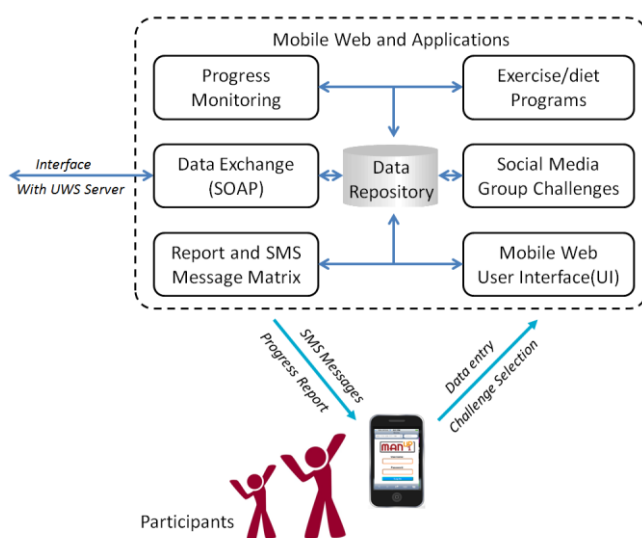 Mobile Web and Applications
Progress
Monitoring
Exercise/diet
Programs
Interface
With UWS Server
Data Exchange
(SOAP)
Data
Repository
Social Media
Group Challenges
Report and SMS
Message Matrix
Mobile Web
User Interface(UI)
SMS Messages
Progress Report
Data entry
Challenge Selection
MAN
Participants